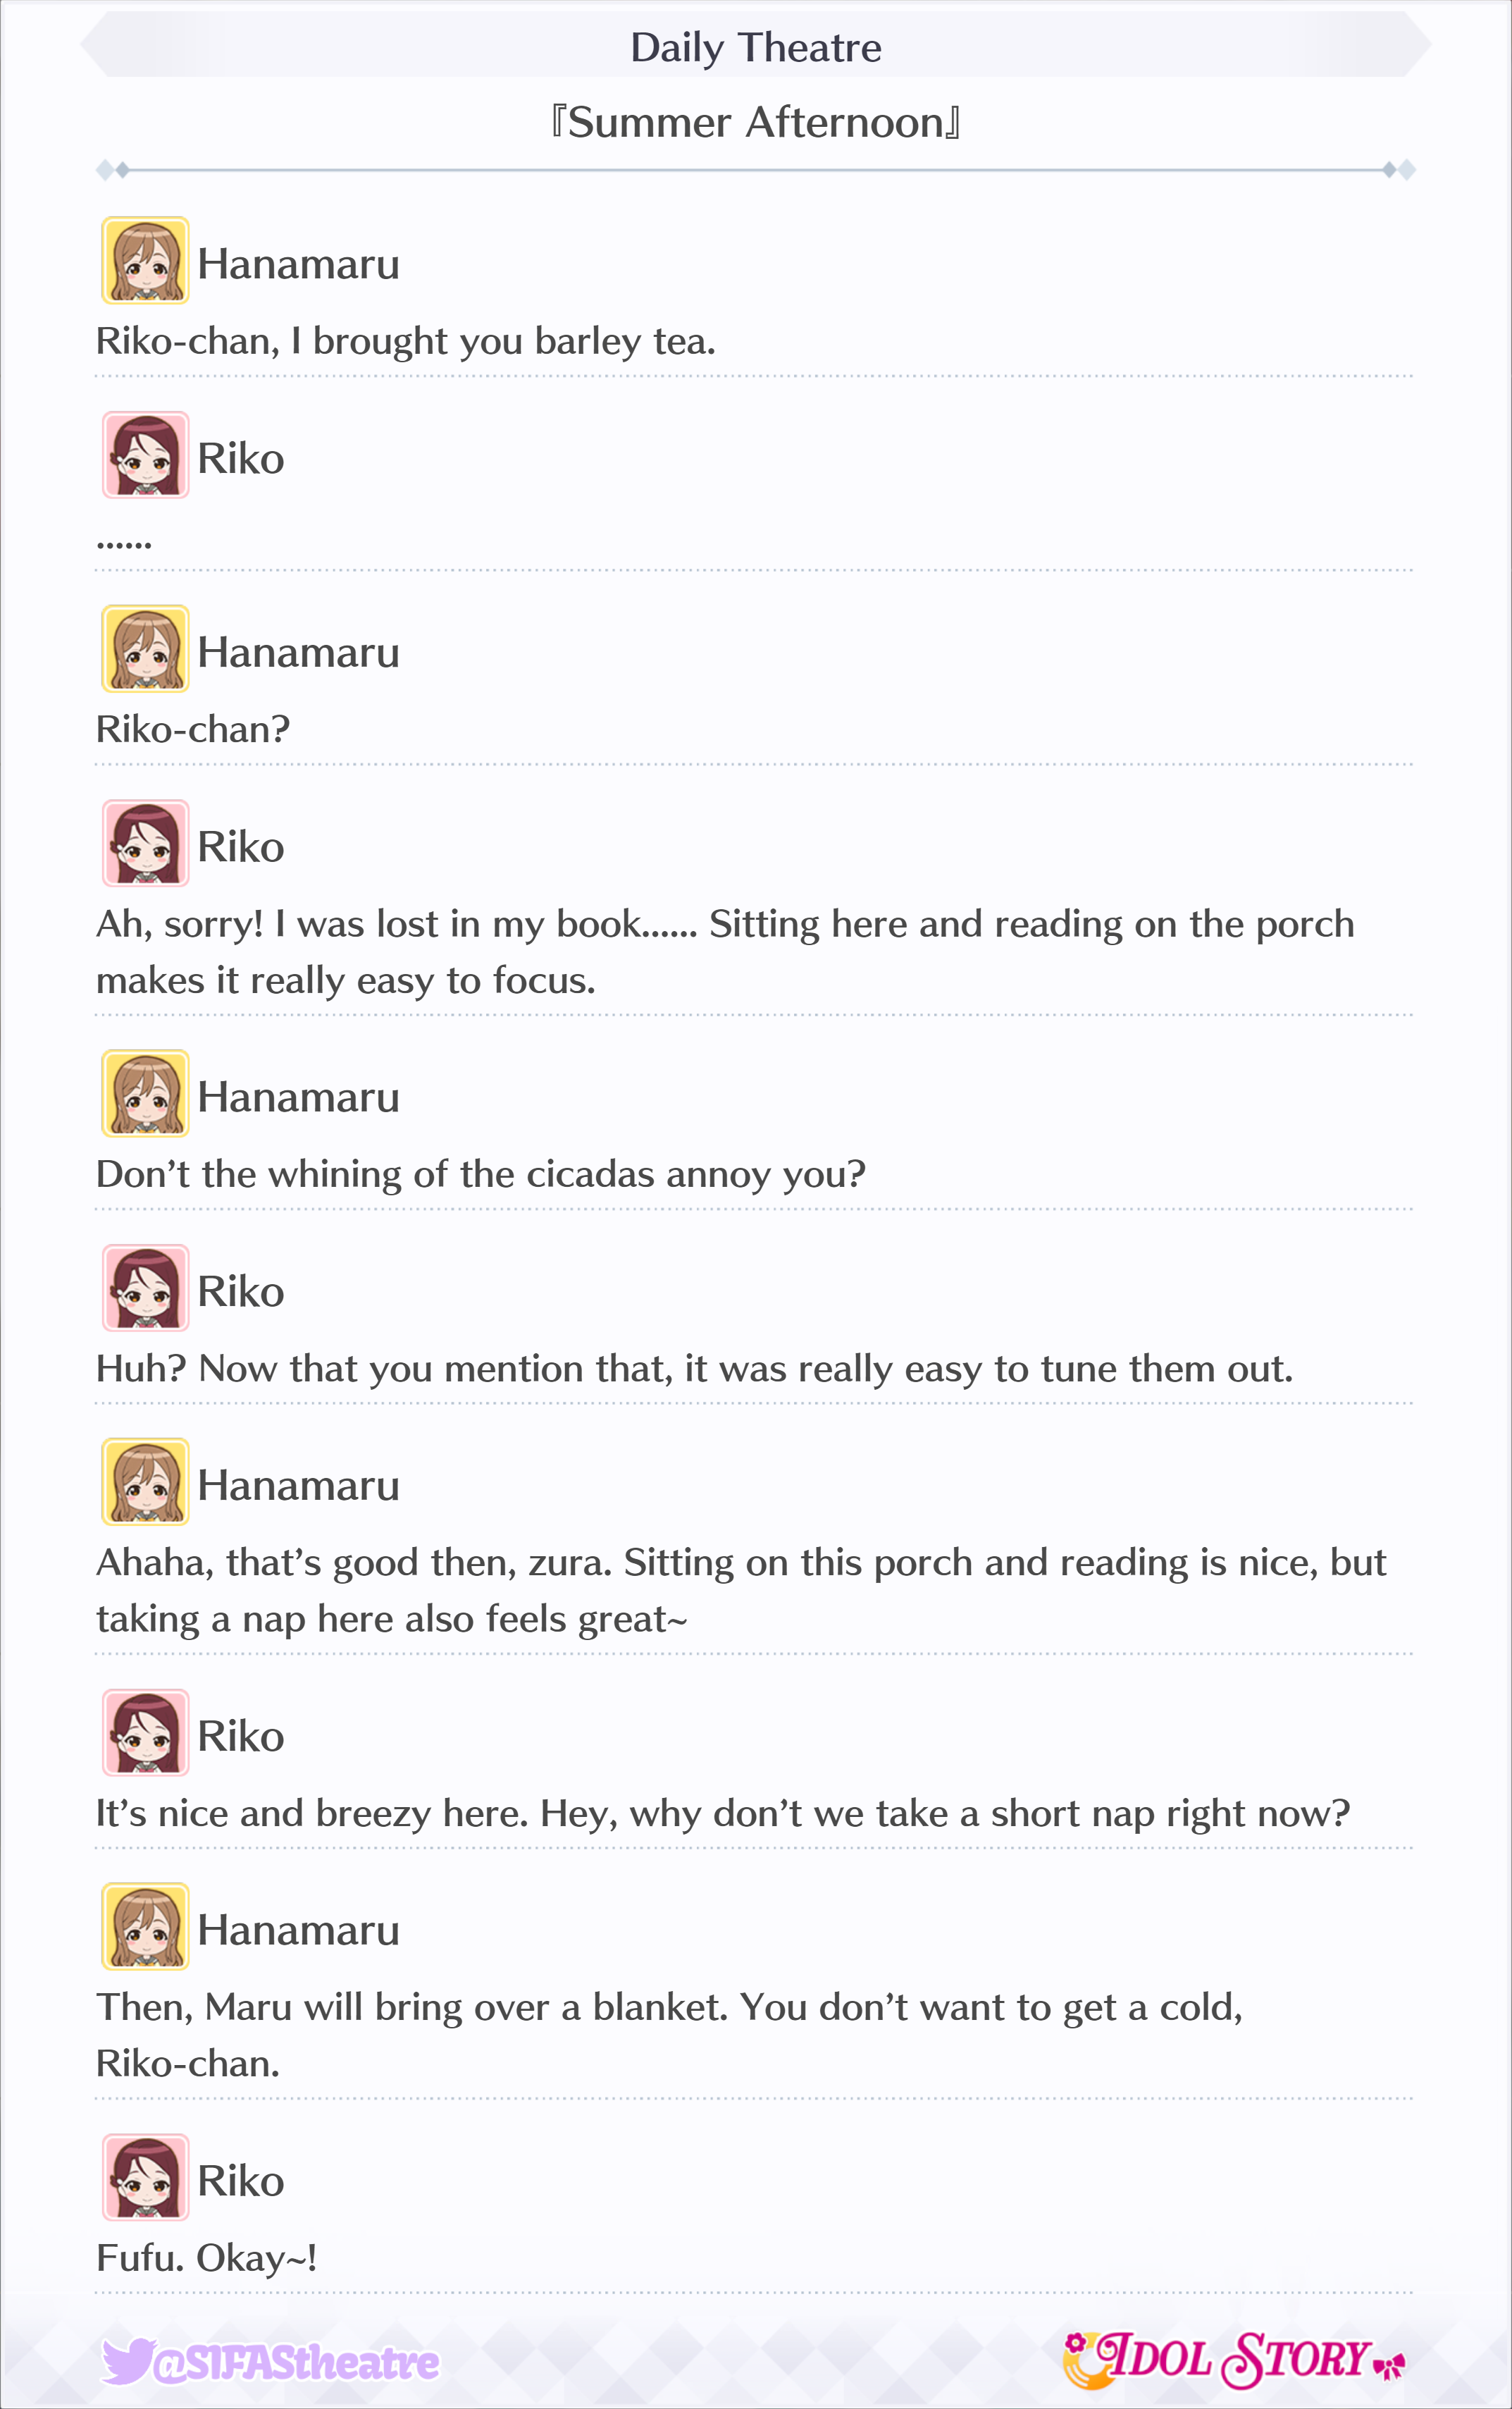 Daily Theatre
『Summer Afternoon』
Hanamaru
Riko-chan, I brought you barley tea.
Riko
......
Hanamaru
Riko-chan?
Riko
Ah, sorry! I was lost in my book...... Sitting here and reading on the porch
makes it really easy to focus.
Hanamaru
Don’t the whining of the cicadas annoy you?
Riko
Huh? Now that you mention that, it was really easy to tune them out.
Hanamaru
Ahaha, that’s good then, zura. Sitting on this porch and reading is nice, but
taking a nap here also feels great~
Riko
It’s nice and breezy here. Hey, why don’t we take a short nap right now?
Hanamaru
Then, Maru will bring over a blanket. You don’t want to get a cold,
Riko-chan.
Riko
Fufu. Okay~!
@SIFAStheatre
IDOL STORY